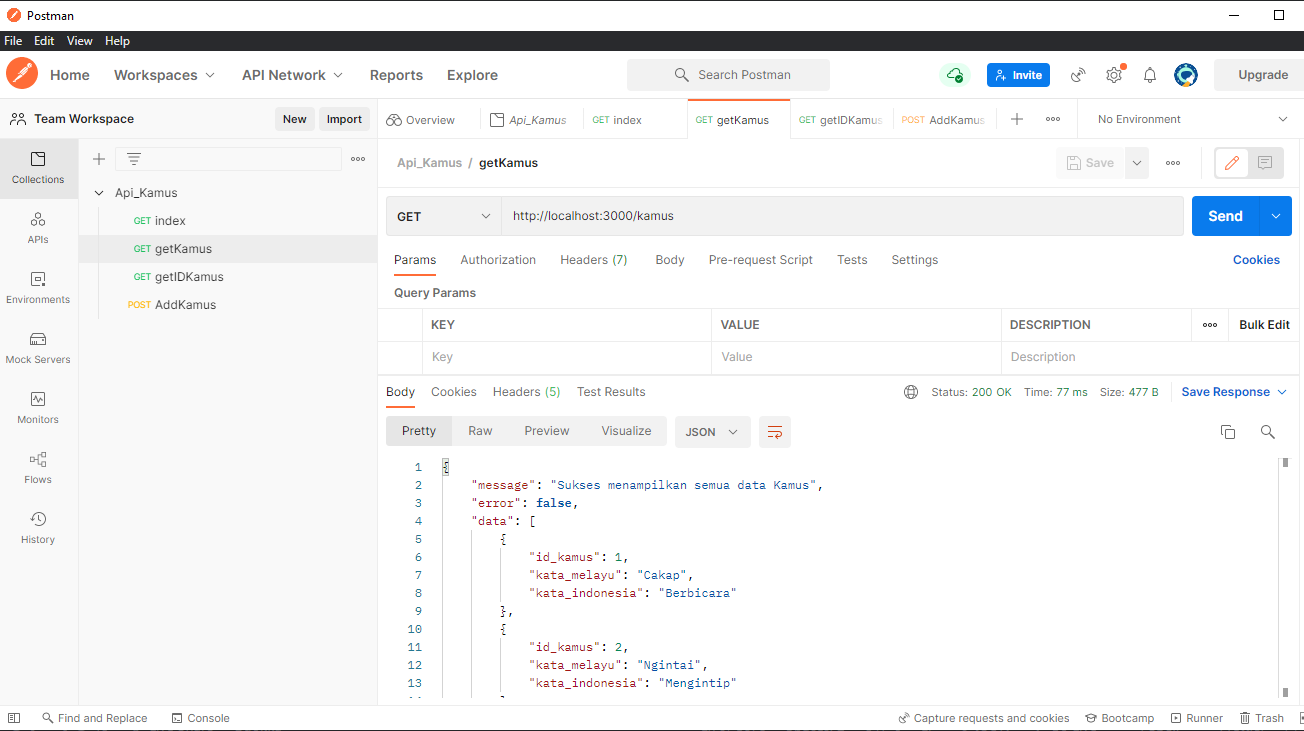 Postman
File Edit View Help
Home Workspaces API Network Reports Explore Search Postman Invite Upgrade
Team Workspace New Import
Overview Api_Kamus GET index GET getKamus GET getIDKamus POST AddKamus No Environment
Collections
APIs
Environments
Mock Servers
Monitors
Flows
History
Api_Kamus
GET index
GET getKamus
GET getIDKamus
POST AddKamus
Api_Kamus / getKamus Save
GET http://localhost:3000/kamus Send
Params Authorization Headers (7) Body Pre-request Script Tests Settings Cookies
Query Params
KEY VALUE DESCRIPTION Bulk Edit
Key Value Description
Body Cookies Headers (5) Test Results Status: 200 OK Time: 77 ms Size: 477 B Save Response
Pretty Raw Preview Visualize JSON
1 {
2 "message": "Sukses menampilkan semua data Kamus",
3 "error": false,
4 "data": [
5 {
6 "id_kamus": 1,
7 "kata_melayu": "Cakap",
8 "kata_indonesia": "Berbicara"
9 },
10 {
11 "id_kamus": 2,
12 "kata_melayu": "Ngintai",
13 "kata_indonesia": "Mengintip"
Find and Replace Console Capture requests and cookies Bootcamp Runner Trash